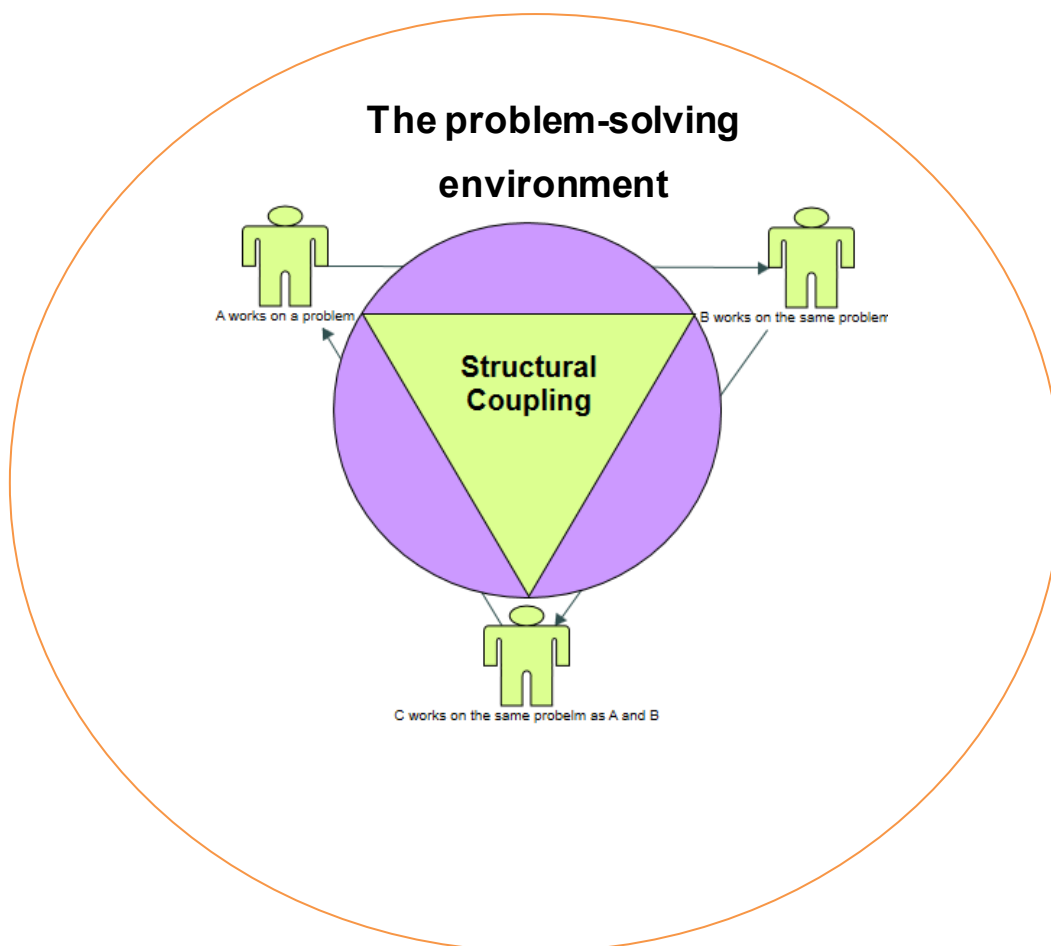 The problem-solving
environment
A works on a problem
B works on the same problem
Structural
Coupling
C works on the same probelm as A and B